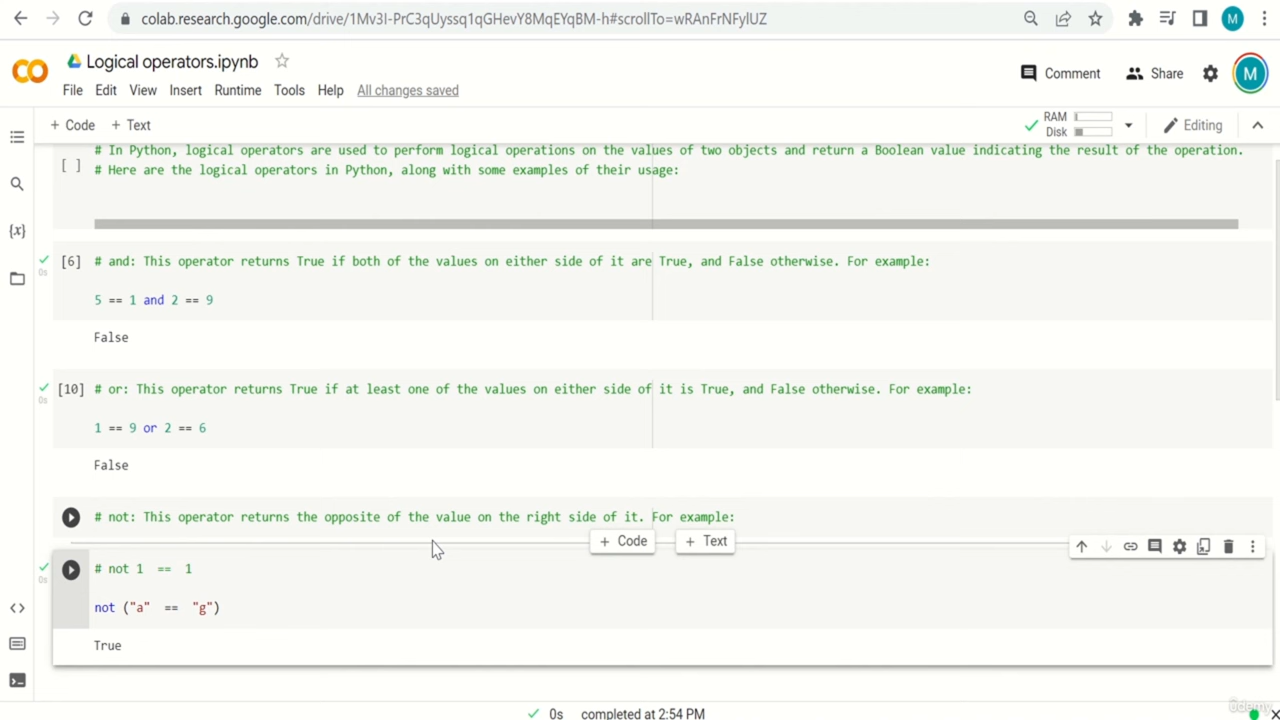 colab.research.google.com/drive/1Mv3I-PrC3qUyssq1qGHevY8MqEYqBM-h#scrollTo=wRAnFrNFylUZ
M
CO
Logical operators.ipynb
File Edit View Insert Runtime Tools Help All changes saved
Comment
Share
M
+ Code + Text
RAM
Disk
Editing
[ ]
# In Python, logical operators are used to perform logical operations on the values of two objects and return a Boolean value indicating the result of the operation.
# Here are the logical operators in Python, along with some examples of their usage:
{x}
[6] # and: This operator returns True if both of the values on either side of it are True, and False otherwise. For example:
0s
5 == 1 and 2 == 9
False
[10] # or: This operator returns True if at least one of the values on either side of it is True, and False otherwise. For example:
0s
1 == 9 or 2 == 6
False
# not: This operator returns the opposite of the value on the right side of it. For example:
+ Code + Text
# not 1 == 1
0s
not ("a" == "g")
True
0s completed at 2:54 PM
ûdemy